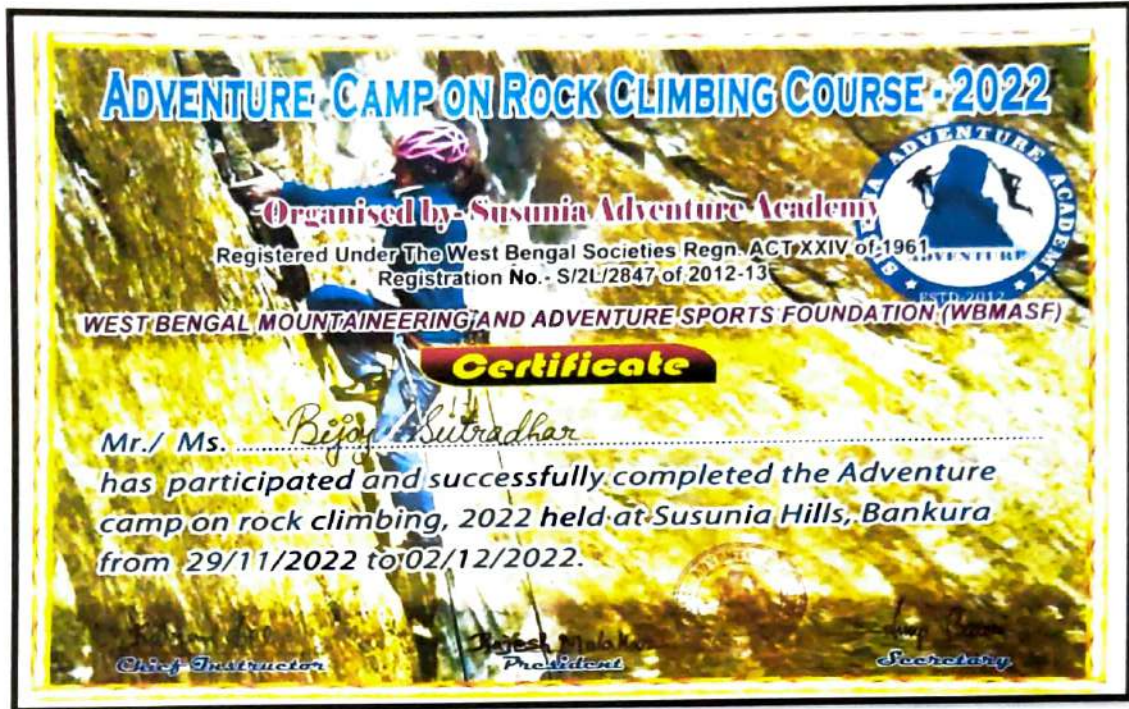 ADVENTURE CAMP ON ROCK CLIMBING COURSE - 2022
SUSUNIA ADVENTURE ACADEMY
ADVENTURE
ESTD-2012
Organised by- Susunia Adventure Academy
Registered Under The West Bengal Societies Regn. ACT XXIV of 1961
Registration No.- S/2L/2847 of 2012-13
WEST BENGAL MOUNTAINEERING AND ADVENTURE SPORTS FOUNDATION (WBMASF)
Certificate
Mr./ Ms. Bijoy Sutradhar
has participated and successfully completed the Adventure
camp on rock climbing, 2022 held at Susunia Hills, Bankura
from 29/11/2022 to 02/12/2022.
Rajesh
Chief Instructor President Secretary